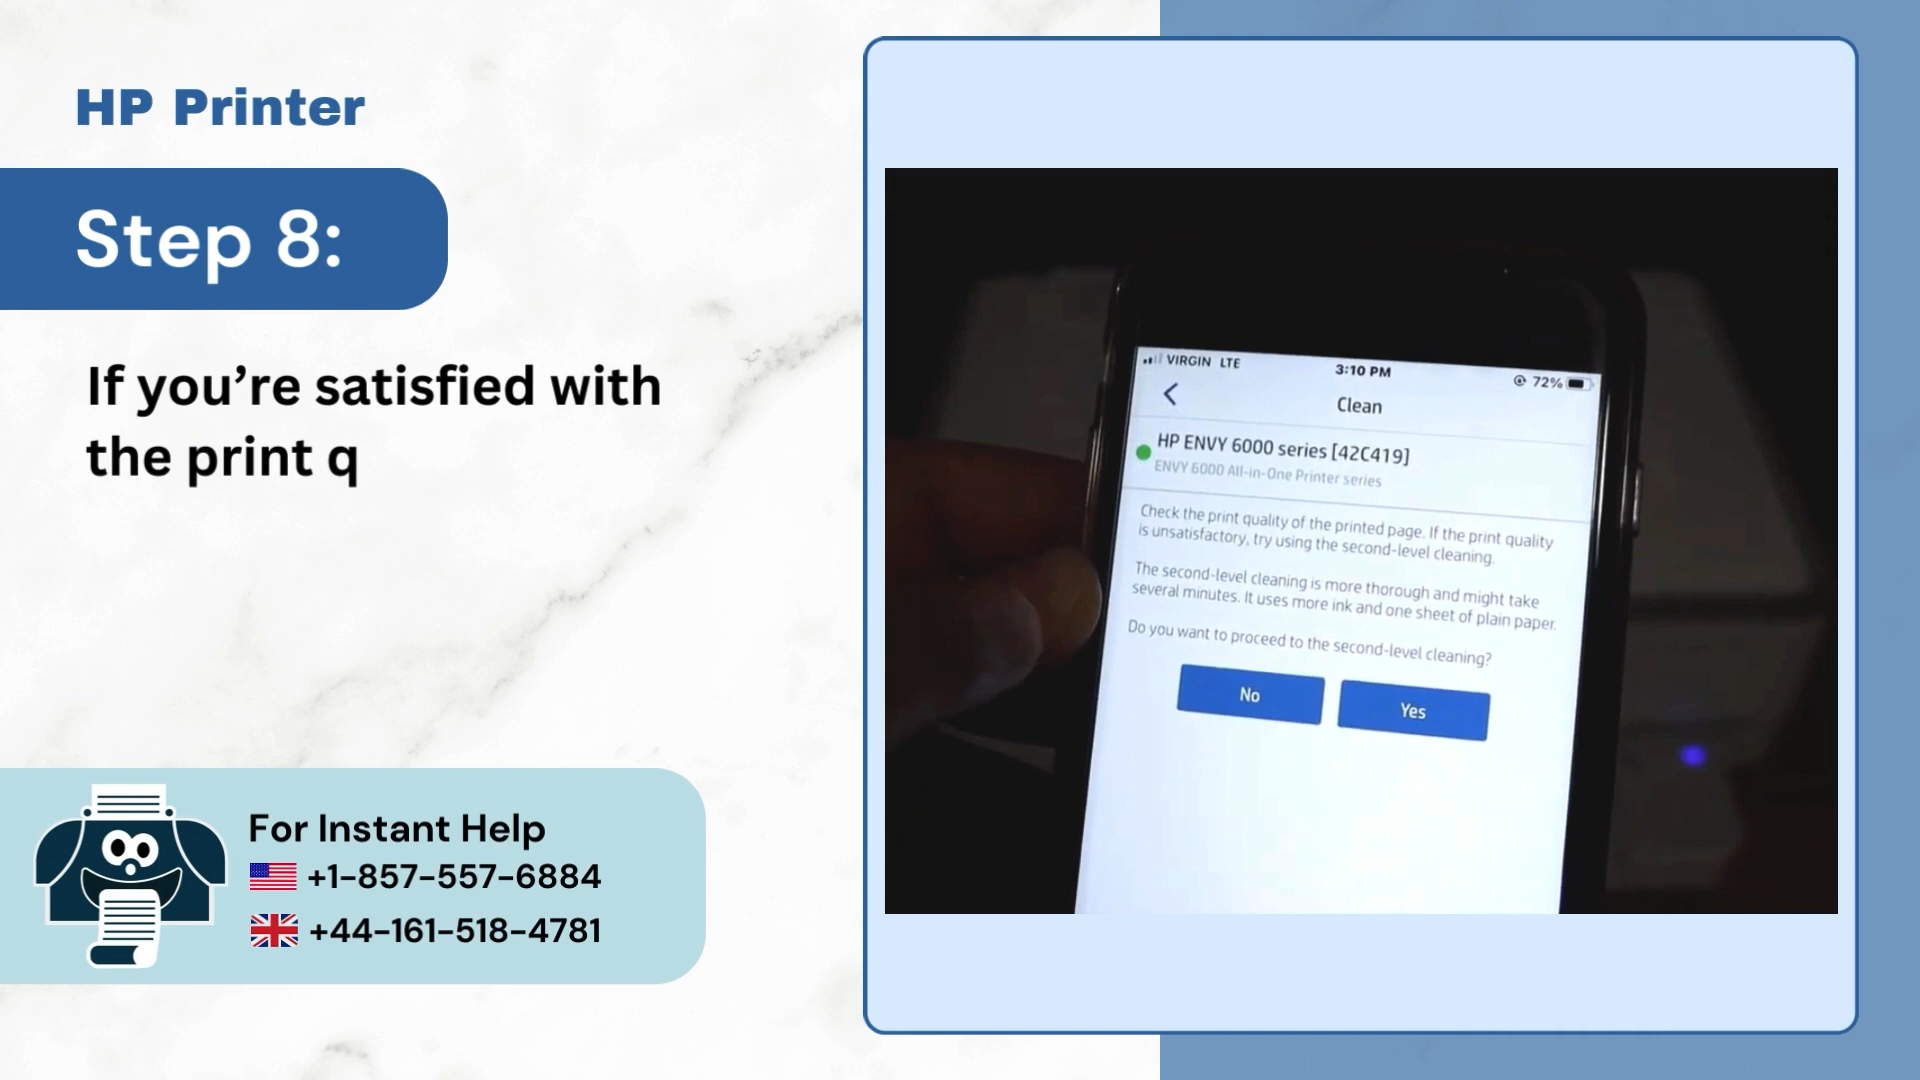 HP Printer
Step 8:
If you’re satisfied with
the print q
For Instant Help
+1-857-557-6884
+44-161-518-4781
VIRGIN LTE
3:10 PM
72%
Clean
HP ENVY 6000 series [42C419]
ENVY 6000 All-in-One Printer series
Check the print quality of the printed page. If the print quality
is unsatisfactory, try using the second-level cleaning.
The second-level cleaning is more thorough and might take
several minutes. It uses more ink and one sheet of plain paper.
Do you want to proceed to the second-level cleaning?
No
Yes